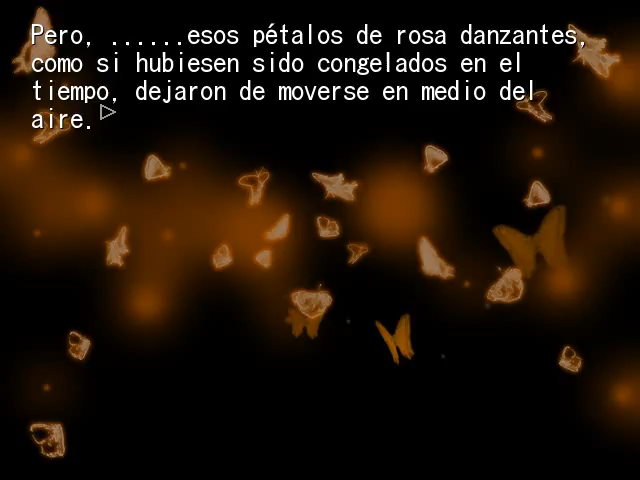 Pero, ......esos pétalos de rosa danzantes,
como si hubiesen sido congelados en el
tiempo, dejaron de moverse en medio del
aire.